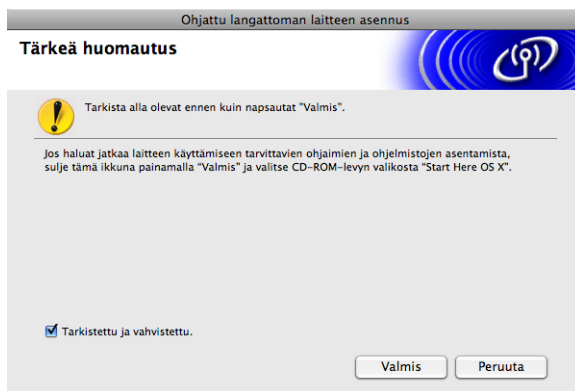 Ohjattu langattoman laitteen asennus
Tärkeä huomautus
Tarkista alla olevat ennen kuin napsautat "Valmis".
Jos haluat jatkaa laitteen käyttämiseen tarvittavien ohjaimien ja ohjelmistojen asentamista,
sulje tämä ikkuna painamalla “Valmis” ja valitse CD-ROM-levyn valikosta “Start Here OS X”.
Tarkistettu ja vahvistettu.
Valmis
Peruuta